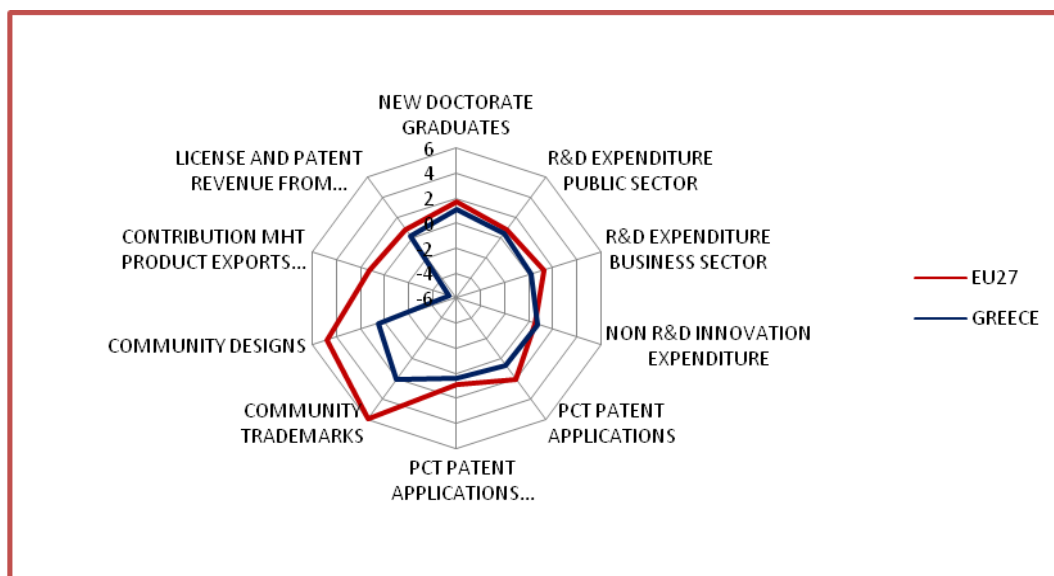 NEW DOCTORATE
GRADUATES
LICENSE AND PATENT
REVENUE FROM...
R&D EXPENDITURE
PUBLIC SECTOR
CONTRIBUTION MHT
PRODUCT EXPORTS...
R&D EXPENDITURE
BUSINESS SECTOR
COMMUNITY DESIGNS
NON R&D INNOVATION
EXPENDITURE
COMMUNITY
TRADEMARKS
PCT PATENT
APPLICATIONS
PCT PATENT
APPLICATIONS...
6
4
2
0
-2
-4
-6
EU27
GREECE